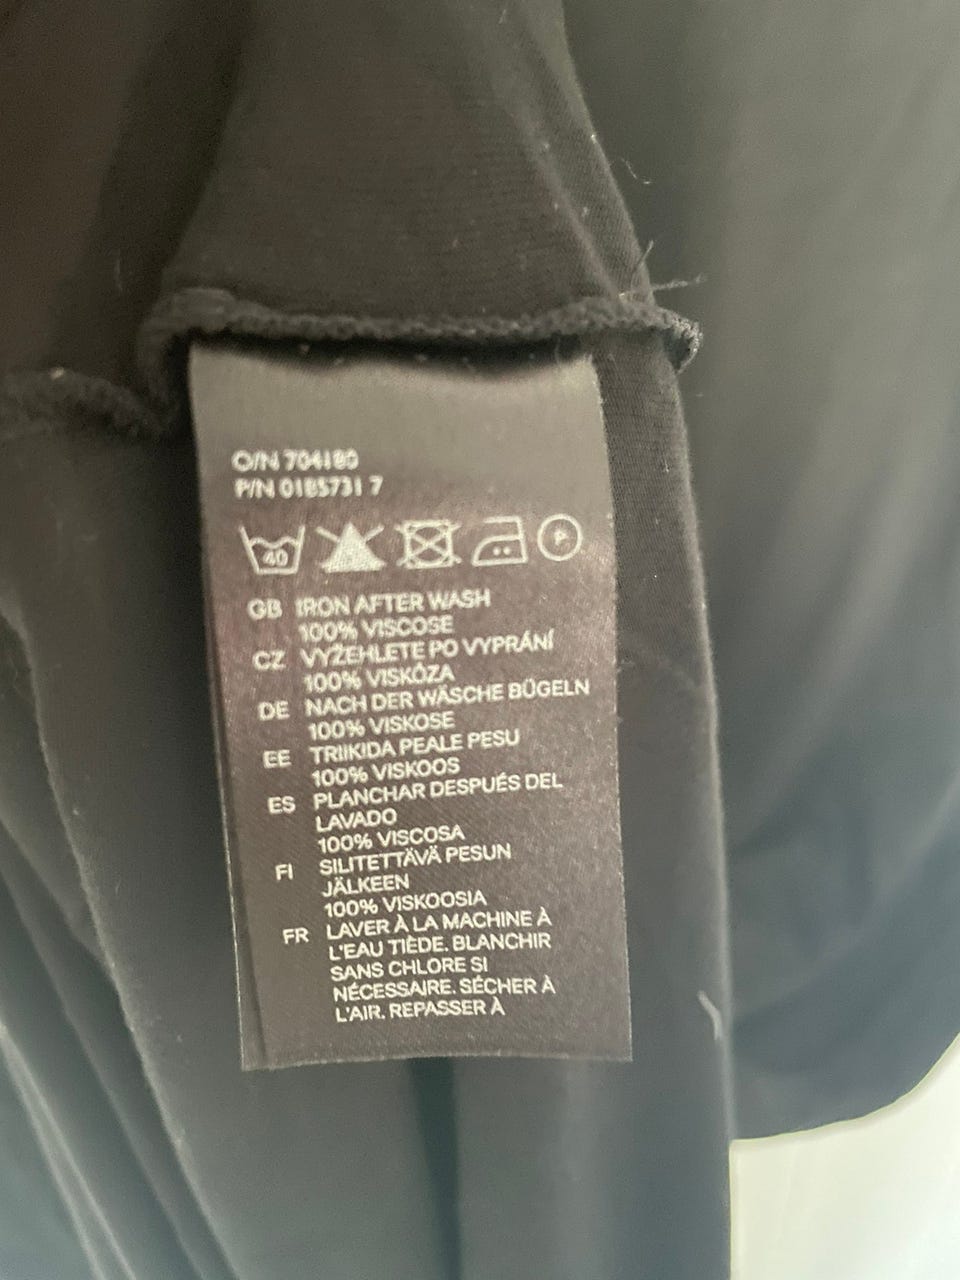 O/N 704180
P/N 0185731 7
40 P
GB IRON AFTER WASH
100% VISCOSE
CZ VYŽEHLETE PO VYPRÁNÍ
100% VISKÓZA
DE NACH DER WÄSCHE BÜGELN
100% VISKOSE
EE TRIIKIDA PEALE PESU
100% VISKOOS
ES PLANCHAR DESPUÉS DEL
LAVADO
100% VISCOSA
FI SILITETTÄVÄ PESUN
JÄLKEEN
100% VISKOOSIA
FR LAVER À LA MACHINE À
L'EAU TIÈDE. BLANCHIR
SANS CHLORE SI
NÉCESSAIRE. SÉCHER À
L'AIR. REPASSER À